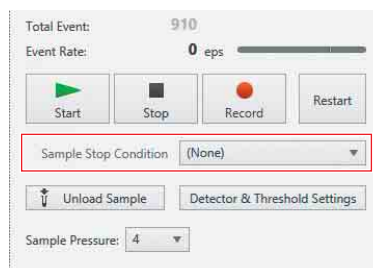 Total Event: 910
Event Rate: 0 eps
Start Stop Record Restart
Sample Stop Condition (None)
Unload Sample Detector & Threshold Settings
Sample Pressure: 4